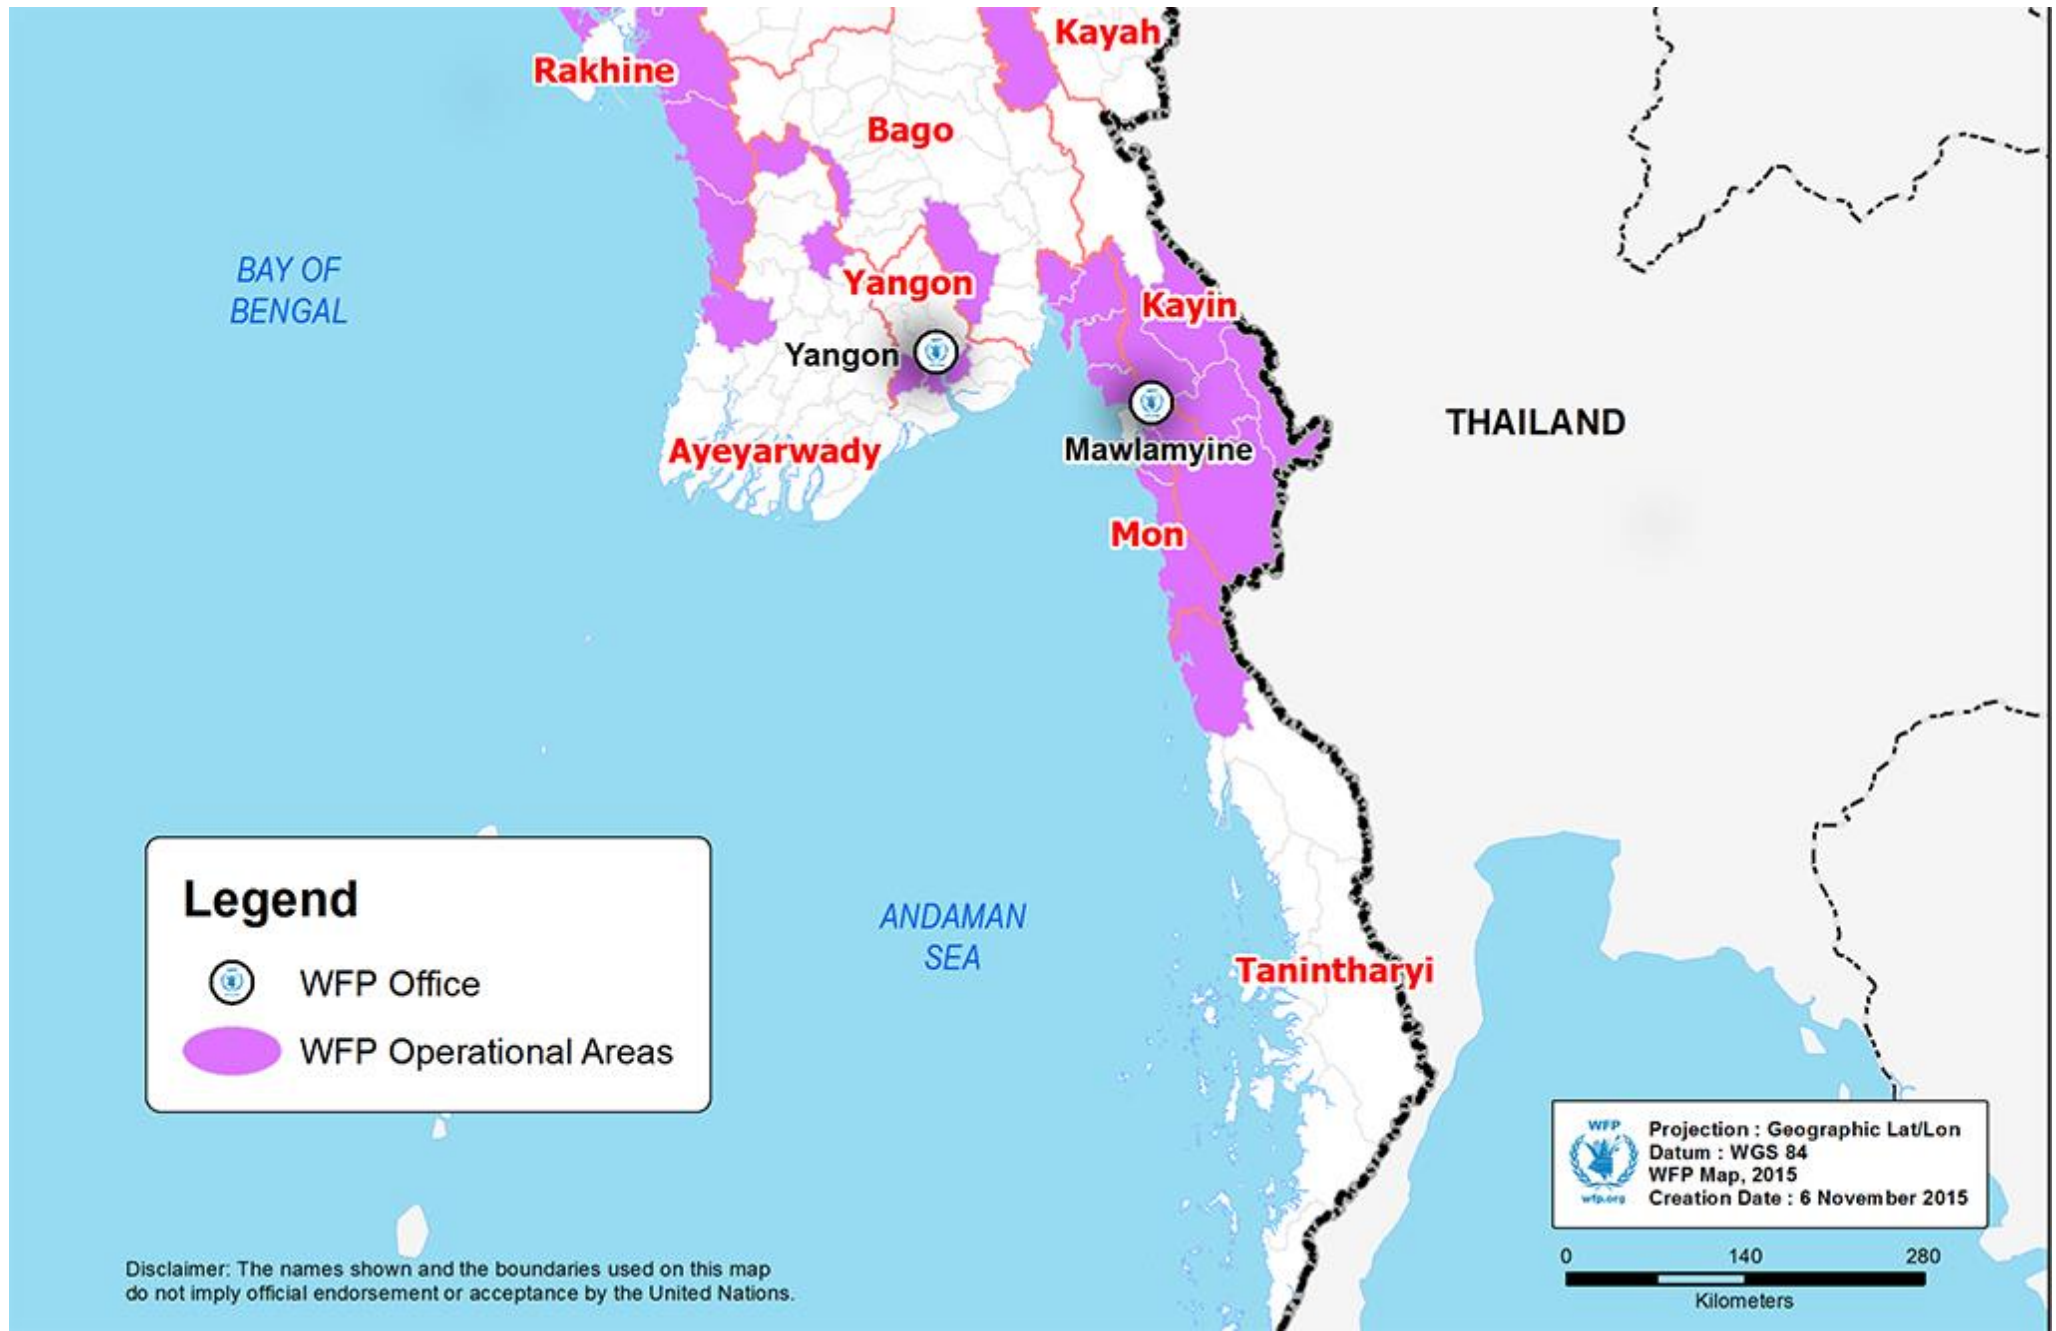 Kayah
Rakhine
Bago
BAY OF
BENGAL
Yangon
Kayin
Yangon
THAILAND
Ayeyarwady
Mawlamyine
Mon
Legend
WFP Office
WFP Operational Areas
ANDAMAN
SEA
Tanintharyi
WFP
wfp.org
Projection : Geographic Lat/Lon
Datum : WGS 84
WFP Map, 2015
Creation Date : 6 November 2015
0 140 280
Kilometers
Disclaimer: The names shown and the boundaries used on this map
do not imply official endorsement or acceptance by the United Nations.